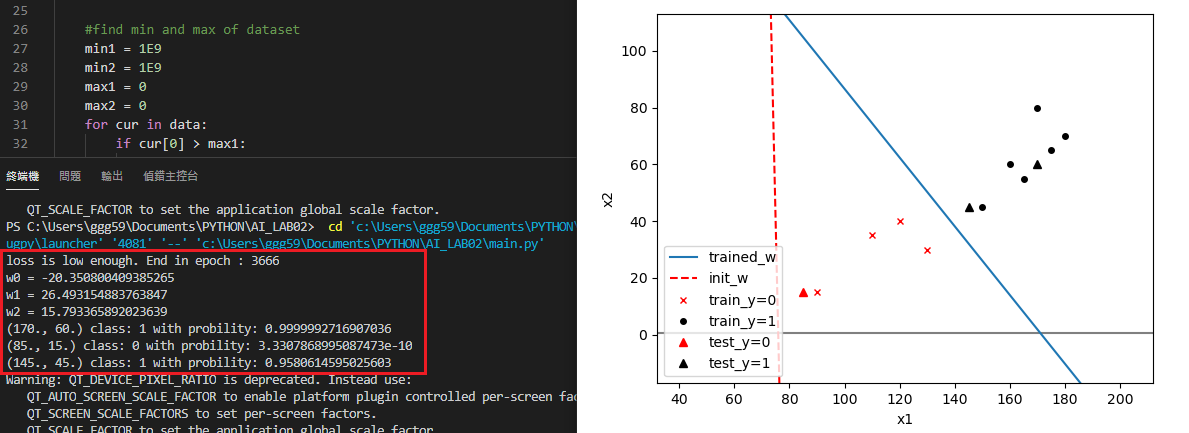 25
26 #find min and max of dataset
27 min1 = 1E9
28 min2 = 1E9
29 max1 = 0
30 max2 = 0
31 for cur in data:
32 if cur[0] > max1:
終端機 問題 輸出 偵錯主控台
QT_SCALE_FACTOR to set the application global scale factor.
PS C:\Users\ggg59\Documents\PYTHON\AI_LAB02> cd 'c:\Users\ggg59\Documents\PYTHON\
ugpy\launcher' '4081' '--' 'c:\Users\ggg59\Documents\PYTHON\AI_LAB02\main.py'
loss is low enough. End in epoch : 3666
w0 = -20.350800409385265
w1 = 26.493154883763847
w2 = 15.793365892023639
(170., 60.) class: 1 with probility: 0.9999992716907036
(85., 15.) class: 0 with probility: 3.3307868995087473e-10
(145., 45.) class: 1 with probility: 0.9580614595025603
Warning: QT_DEVICE_PIXEL_RATIO is deprecated. Instead use:
QT_AUTO_SCREEN_SCALE_FACTOR to enable platform plugin controlled per-screen fac
QT_SCREEN_SCALE_FACTORS to set per-screen factors.
QT_SCALE_FACTOR to set the application global scale factor.
x2
100
80
60
40
20
0
trained_w
init_w
train_y=0
train_y=1
test_y=0
test_y=1
40 60 80 100 120 140 160 180 200
x1